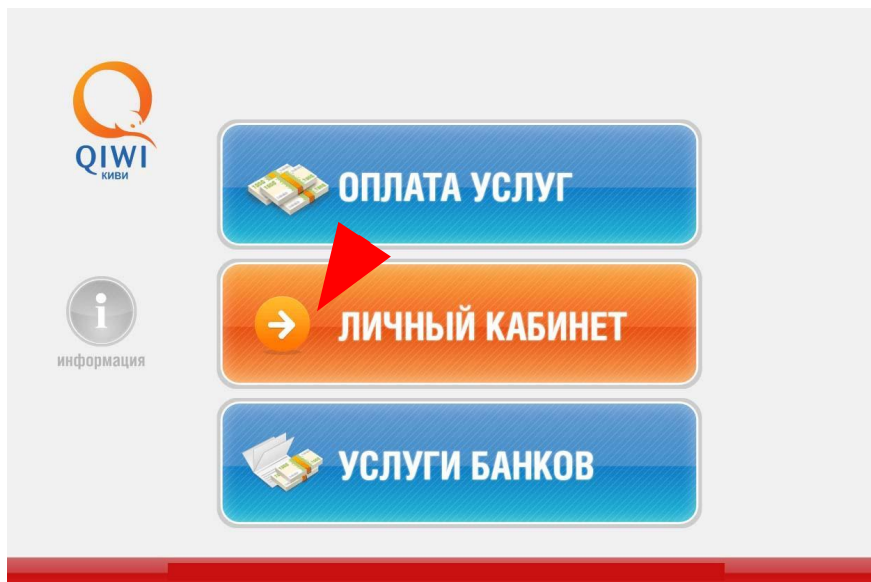 QIWI
КИВИ
ОПЛАТА УСЛУГ
ЛИЧНЫЙ КАБИНЕТ
информация
УСЛУГИ БАНКОВ